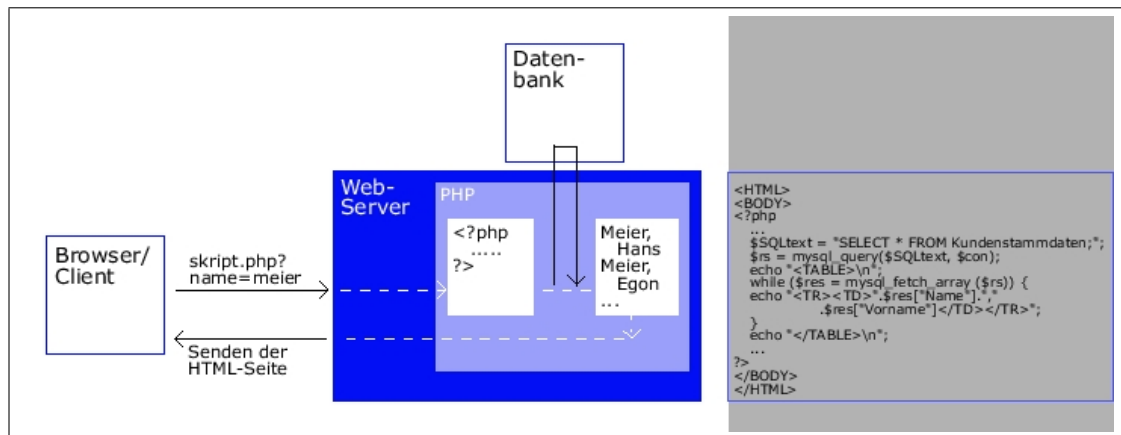 Daten-
bank
Web-
Server
PHP
<?php
.....
?>
Meier,
Hans
Meier,
Egon
...
Browser/
Client
skript.php?
name=meier
Senden der
HTML-Seite
<HTML>
<BODY>
<?php
...
$SQLtext = "SELECT * FROM Kundenstammdaten;";
$rs = mysql_query($SQLtext, $con);
echo "<TABLE>\n";
while ($res = mysql_fetch_array ($rs)) {
echo "<TR><TD>".$res["Name"].","
.$res["Vorname"]</TD></TR>";
}
echo "</TABLE>\n";
...
?>
</BODY>
</HTML>